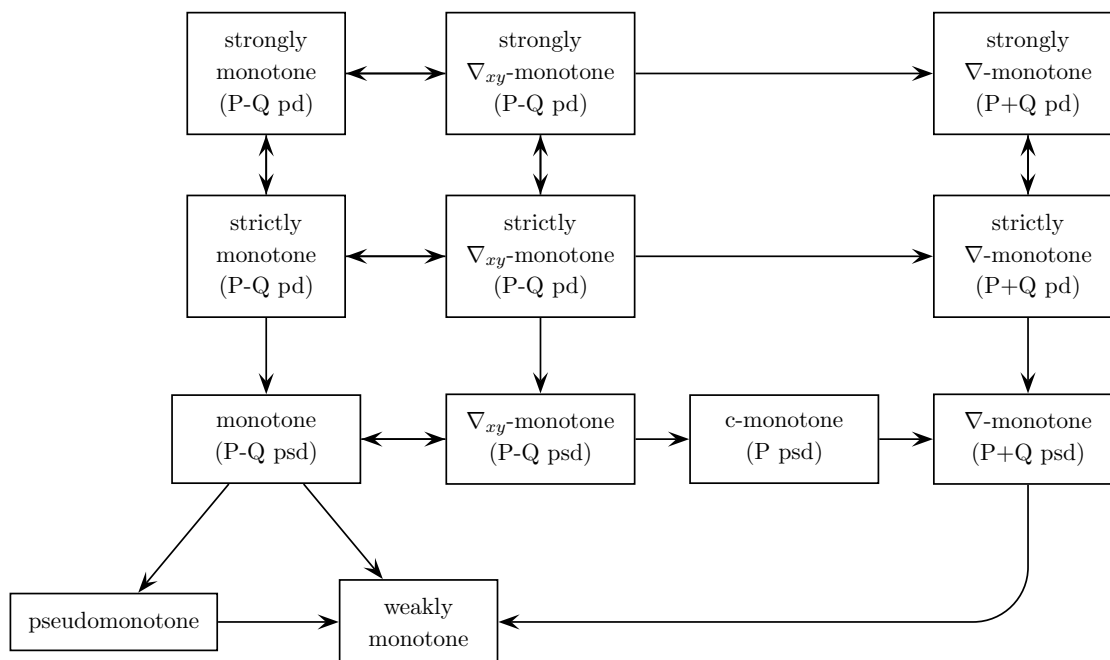 strongly
monotone
(P-Q pd)
strongly
∇xy-monotone
(P-Q pd)
strongly
∇-monotone
(P+Q pd)
strictly
monotone
(P-Q pd)
strictly
∇xy-monotone
(P-Q pd)
strictly
∇-monotone
(P+Q pd)
monotone
(P-Q psd)
∇xy-monotone
(P-Q psd)
c-monotone
(P psd)
∇-monotone
(P+Q psd)
pseudomonotone
weakly
monotone